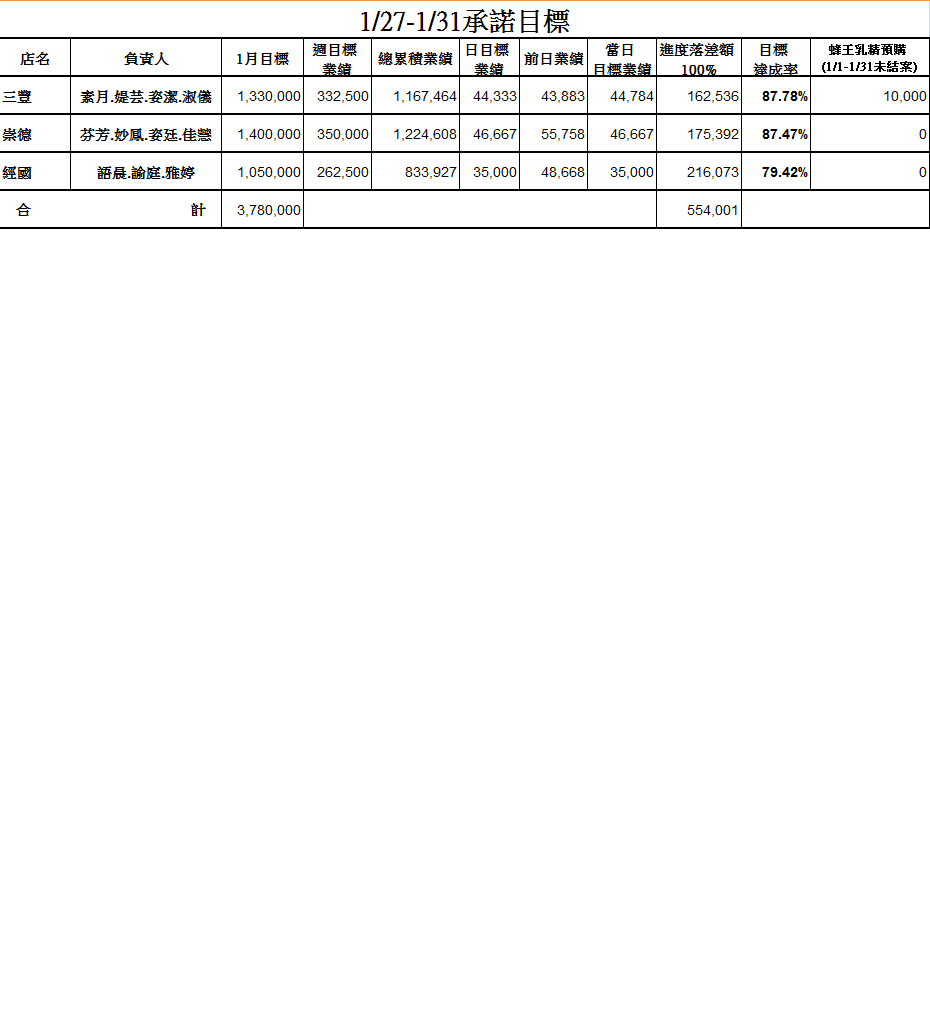 1/27-1/31承諾目標
店名 負責人 1月目標 週目標業績 總累積業績 日目標業績 前日業績 當日目標業績 進度落差額100% 目標達成率 蜂王乳精預購(1/1-1/31未結案)
三豐 素月.媞芸.姿潔.淑儀 1,330,000 332,500 1,167,464 44,333 43,883 44,784 162,536 87.78% 10,000
崇德 芬芳.妙鳳.姿廷.佳慧 1,400,000 350,000 1,224,608 46,667 55,758 46,667 175,392 87.47% 0
經國 語晨.諭庭.雅婷 1,050,000 262,500 833,927 35,000 48,668 35,000 216,073 79.42% 0
合 計 3,780,000 554,001